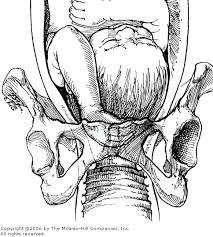 Copyright ©2006 by The McGraw-Hill Companies, Inc.
All rights reserved.